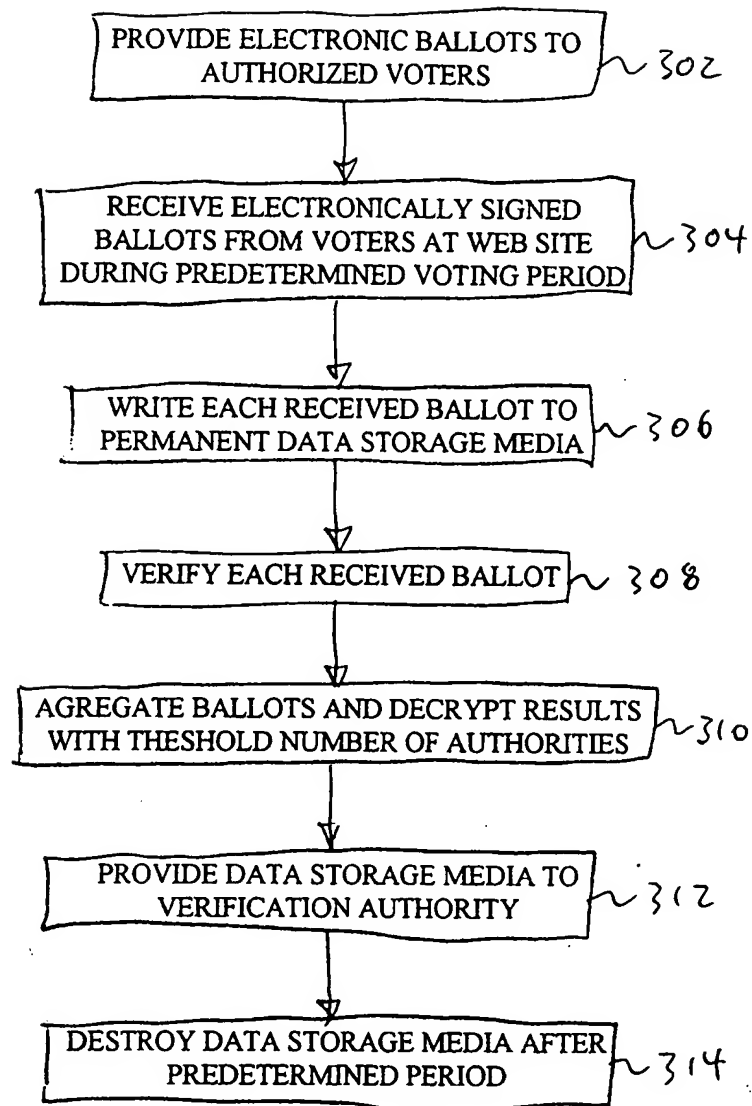 PROVIDE ELECTRONIC BALLOTS TO
AUTHORIZED VOTERS
302
RECEIVE ELECTRONICALLY SIGNED
BALLOTS FROM VOTERS AT WEB SITE
DURING PREDETERMINED VOTING PERIOD
304
WRITE EACH RECEIVED BALLOT TO
PERMANENT DATA STORAGE MEDIA
306
VERIFY EACH RECEIVED BALLOT
308
AGREGATE BALLOTS AND DECRYPT RESULTS
WITH THESHOLD NUMBER OF AUTHORITIES
310
PROVIDE DATA STORAGE MEDIA TO
VERIFICATION AUTHORITY
312
DESTROY DATA STORAGE MEDIA AFTER
PREDETERMINED PERIOD
314